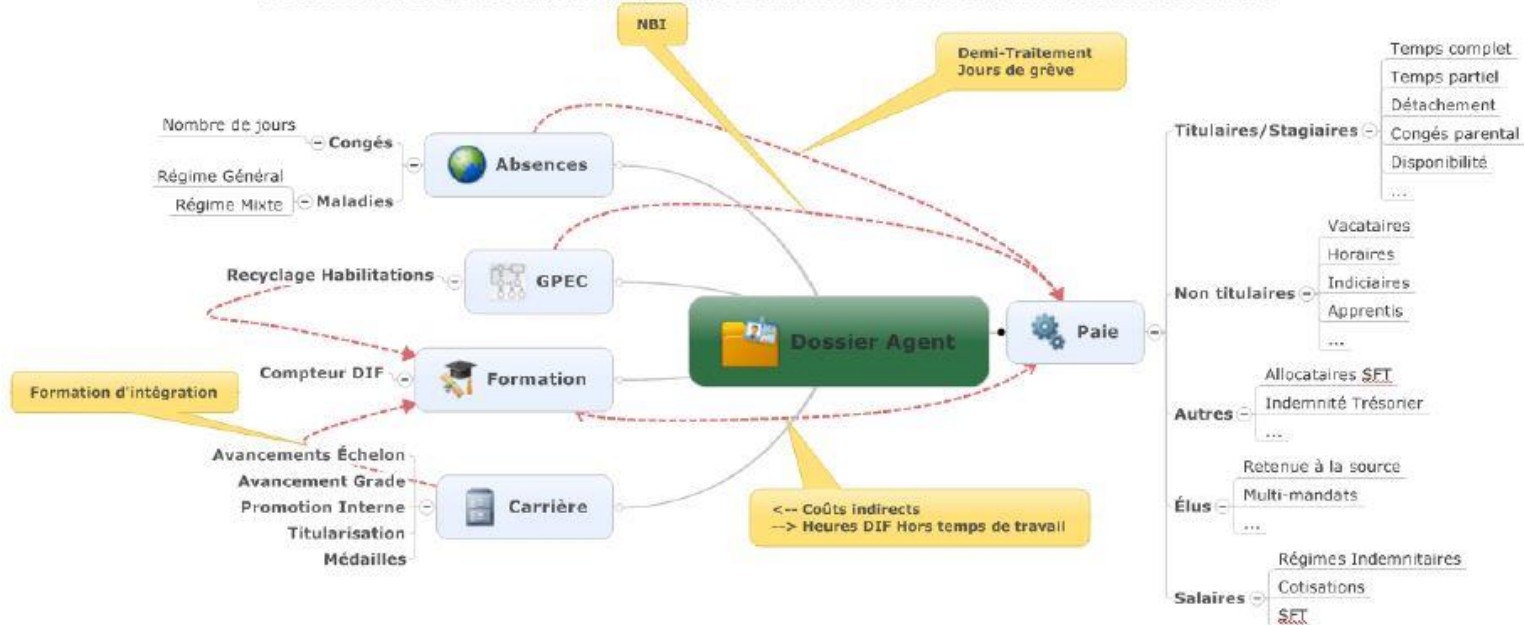 NBI
Demi-Traitement
Jours de grève
Nombre de jours
Congés
Absences
Régime Général
Régime Mixte
Maladies
Recyclage Habilitations
GPEC
Dossier Agent
Paie
Compteur DIF
Formation
Formation d'intégration
Avancements Échelon
Avancement Grade
Promotion Interne
Titularisation
Médailles
Carrière
<-- Coûts indirects
--> Heures DIF Hors temps de travail
Titulaires/Stagiaires
Temps complet
Temps partiel
Détachement
Congés parental
Disponibilité
...
Non titulaires
Vacataires
Horaires
Indiciaires
Apprentis
...
Autres
Allocataires SFT
Indemnité Trésorier
...
Élus
Retenue à la source
Multi-mandats
...
Salaires
Régimes Indemnitaires
Cotisations
SFT